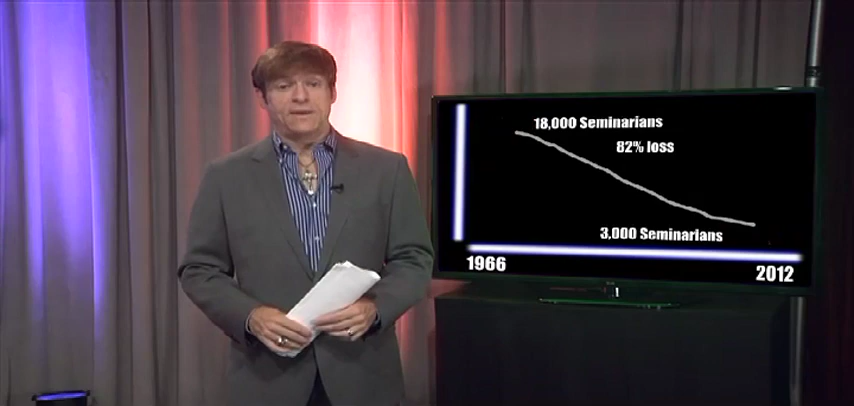 18,000 Seminarians
82% loss
3,000 Seminarians
1966
2012